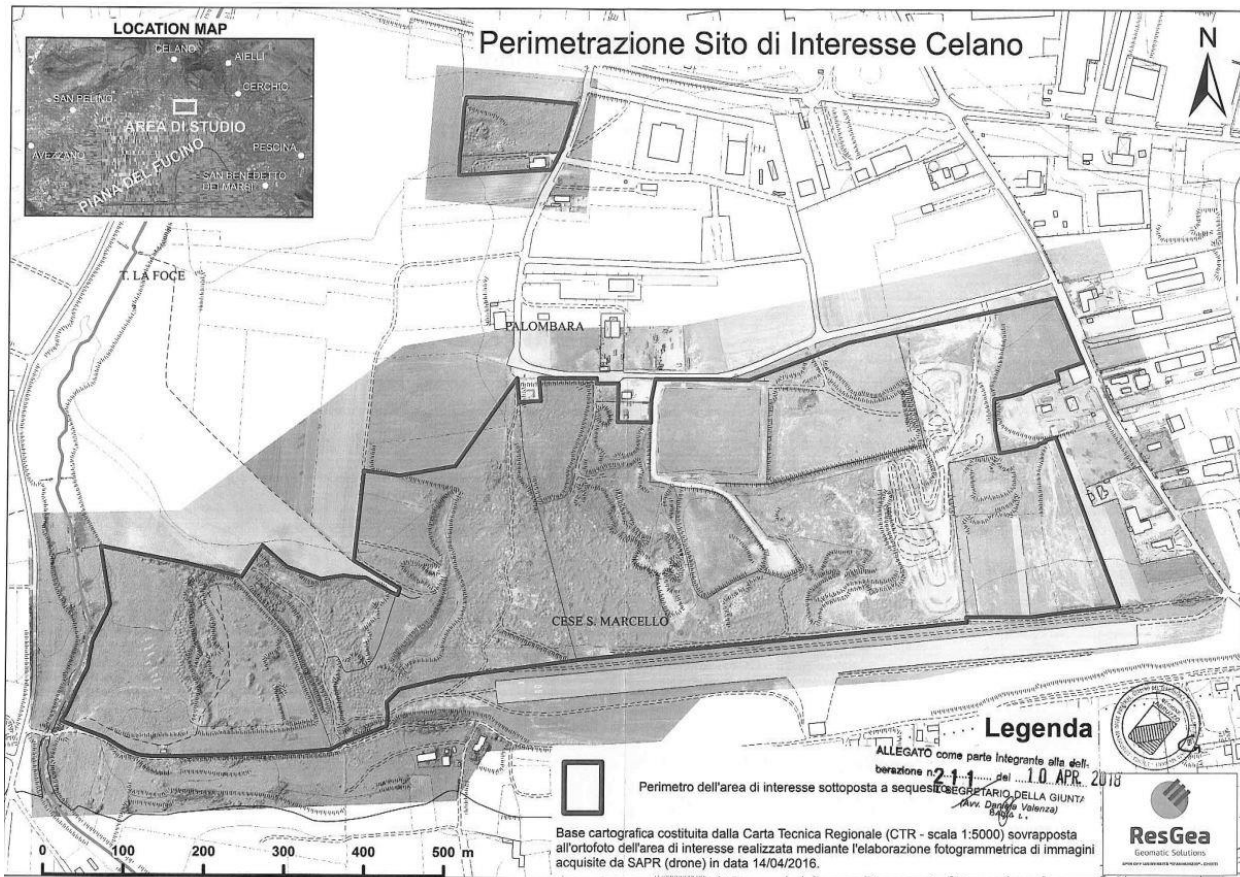 LOCATION MAP
CELANO
AIELLI
CERCHIO
SAN PELINO
AREA DI STUDIO
AVEZZANO
PESCINA
PIANA DEL FUCINO
SAN BENEDETTO
DEI MARSI
Perimetrazione Sito di Interesse Celano
N
T. LA FOCE
PALOMBARA
CESE S. MARCELLO
Legenda
ALLEGATO come parte integrante alla deli-
berazione n. 211 del 10 APR. 2018
Perimetro dell'area di interesse sottoposta a sequestro
IL SEGRETARIO DELLA GIUNTA
(Avv. Daniela Valenza)
Base cartografica costituita dalla Carta Tecnica Regionale (CTR - scala 1:5000) sovrapposta
all'ortofoto dell'area di interesse realizzata mediante l'elaborazione fotogrammetrica di immagini
acquisite da SAPR (drone) in data 14/04/2016.
0 100 200 300 400 500 m
ResGea
Geomatic Solutions